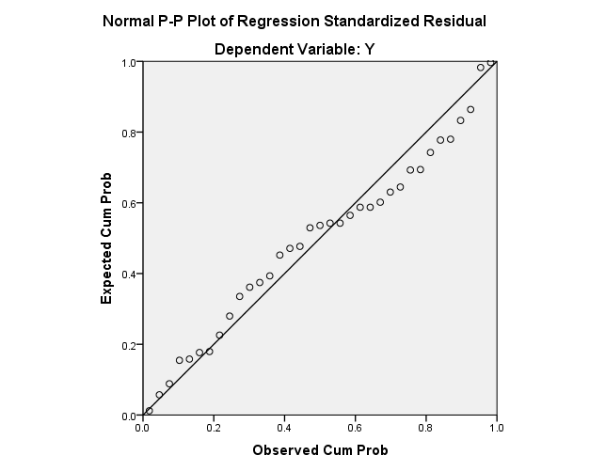 Normal P-P Plot of Regression Standardized Residual
Dependent Variable: Y
1.0
0.8
0.6
0.4
0.2
0.0
Expected Cum Prob
0.0 0.2 0.4 0.6 0.8 1.0
Observed Cum Prob